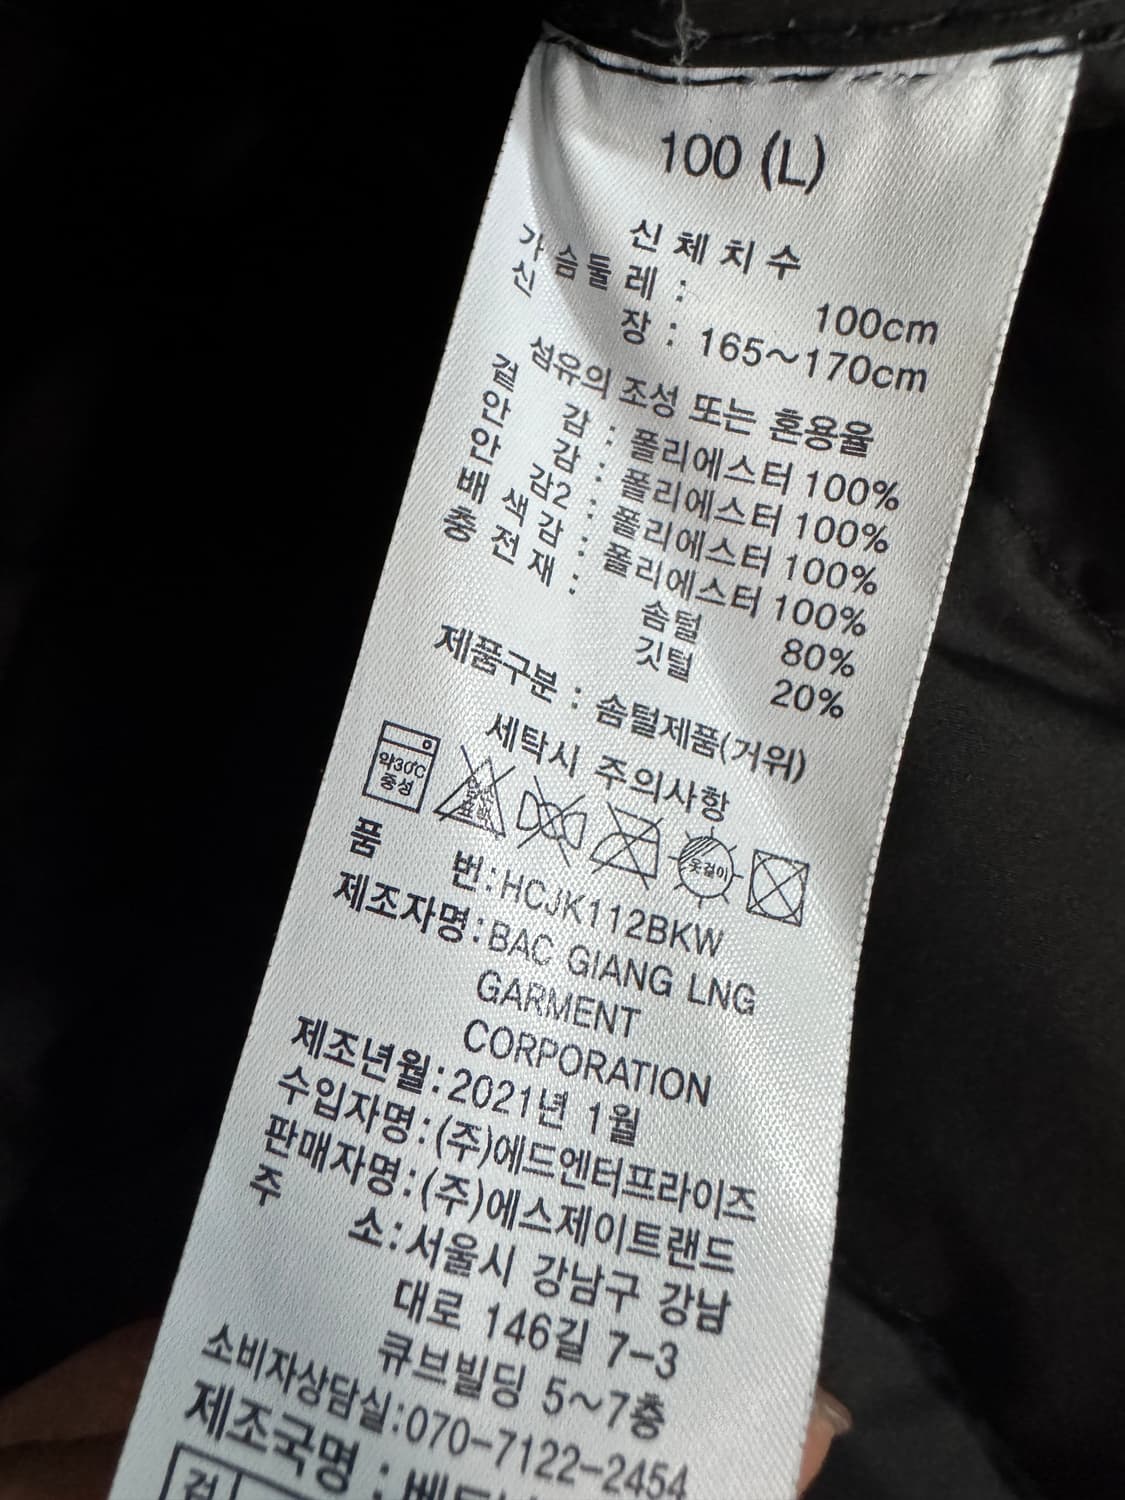 100 (L)
신체치수
가슴둘레 : 100cm
신 장 : 165~170cm
섬유의 조성 또는 혼용율
겉 감 : 폴리에스터 100%
안 감 : 폴리에스터 100%
안 감2 : 폴리에스터 100%
배 색 감 : 폴리에스터 100%
충 전 재 : 솜털 80%
깃털 20%
제품구분 : 솜털제품(거위)
세탁시 주의사항
약30℃
중성
옷걸이
품 번:HCJK112BKW
제조자명:BAC GIANG LNG
GARMENT
CORPORATION
제조년월:2021년 1월
수입자명:(주)에드엔터프라이즈
판매자명:(주)에스제이트랜드
주 소:서울시 강남구 강남
대로 146길 7-3
큐브빌딩 5~7층
소비자상담실:070-7122-2454
제조국명 :
겉